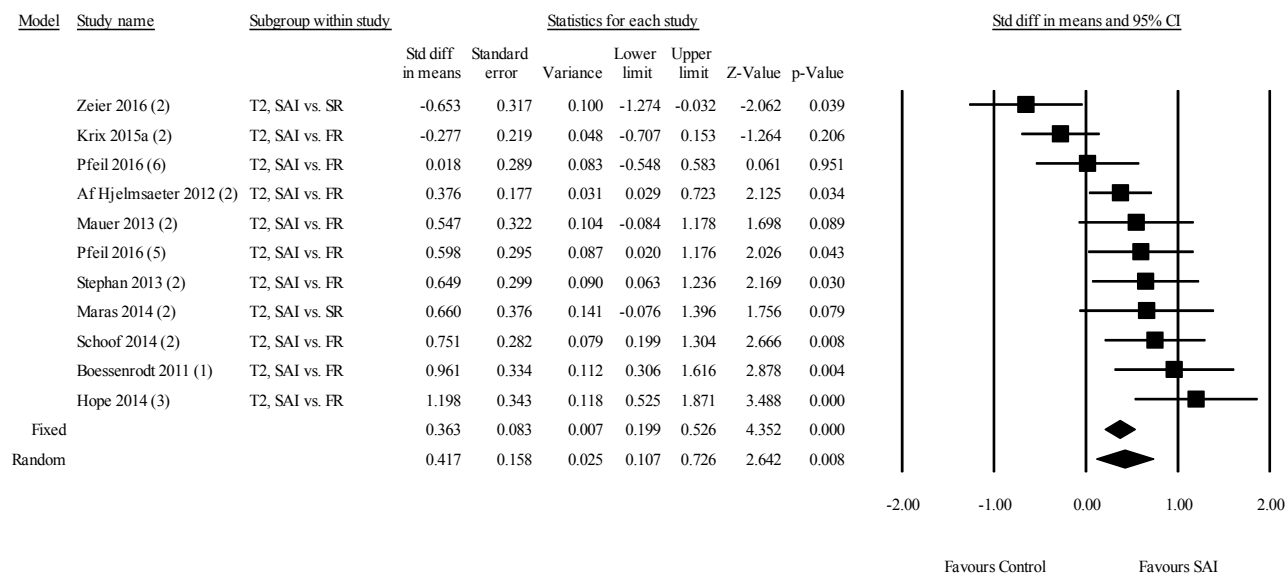 Model Study name Subgroup within study Statistics for each study Std diff in means and 95% CI
Std diff Standard Lower Upper
in means error Variance limit limit Z-Value p-Value
Zeier 2016 (2) T2, SAI vs. SR -0.653 0.317 0.100 -1.274 -0.032 -2.062 0.039
Krix 2015a (2) T2, SAI vs. FR -0.277 0.219 0.048 -0.707 0.153 -1.264 0.206
Pfeil 2016 (6) T2, SAI vs. FR 0.018 0.289 0.083 -0.548 0.583 0.061 0.951
Af Hjelmsaeter 2012 (2) T2, SAI vs. FR 0.376 0.177 0.031 0.029 0.723 2.125 0.034
Mauer 2013 (2) T2, SAI vs. FR 0.547 0.322 0.104 -0.084 1.178 1.698 0.089
Pfeil 2016 (5) T2, SAI vs. FR 0.598 0.295 0.087 0.020 1.176 2.026 0.043
Stephan 2013 (2) T2, SAI vs. FR 0.649 0.299 0.090 0.063 1.236 2.169 0.030
Maras 2014 (2) T2, SAI vs. SR 0.660 0.376 0.141 -0.076 1.396 1.756 0.079
Schoof 2014 (2) T2, SAI vs. FR 0.751 0.282 0.079 0.199 1.304 2.666 0.008
Boessenrodt 2011 (1) T2, SAI vs. FR 0.961 0.334 0.112 0.306 1.616 2.878 0.004
Hope 2014 (3) T2, SAI vs. FR 1.198 0.343 0.118 0.525 1.871 3.488 0.000
Fixed 0.363 0.083 0.007 0.199 0.526 4.352 0.000
Random 0.417 0.158 0.025 0.107 0.726 2.642 0.008
-2.00 -1.00 0.00 1.00 2.00
Favours Control Favours SAI